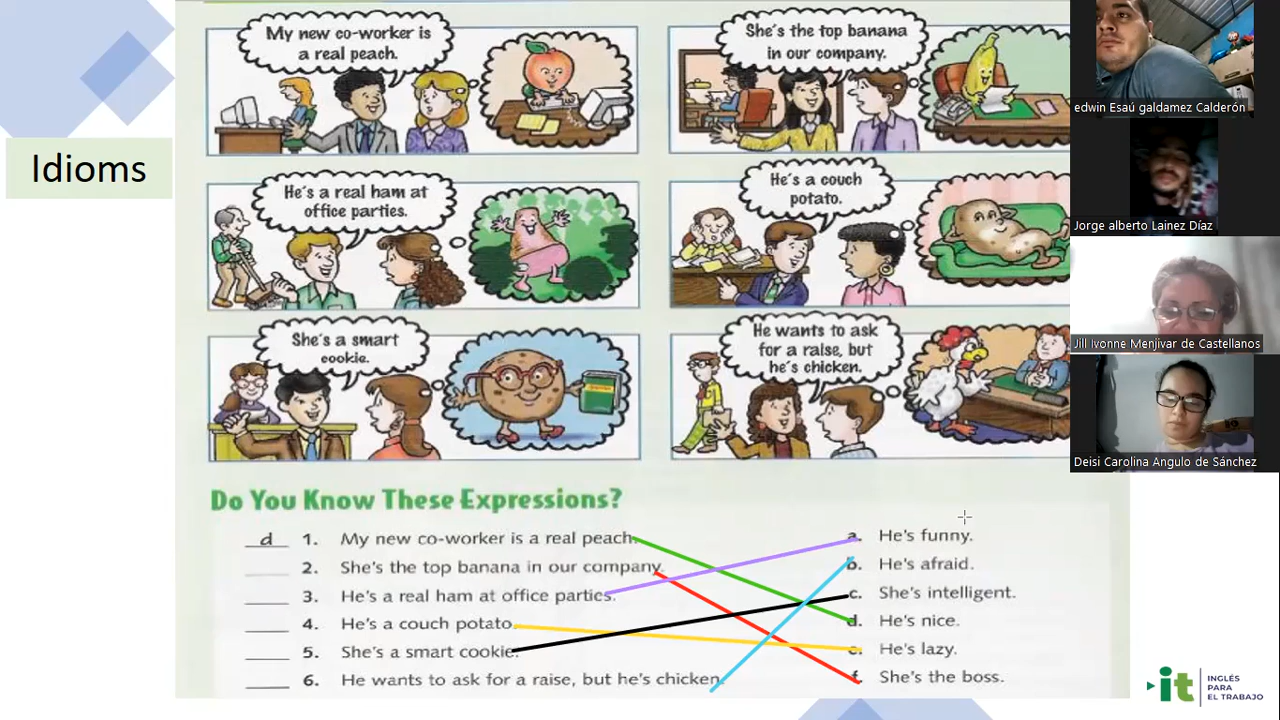 My new co-worker is
a real peach.
She's the top banana
in our company.
edwin Esaú galdamez Calderón
Idioms
He's a real ham at
office parties.
He's a couch
potato.
Jorge alberto Lainez Díaz
She's a smart
cookie.
He wants to ask
for a raise, but
he's chicken.
Jill Ivonne Menjivar de Castellanos
Deisi Carolina Angulo de Sánchez
Do You Know These Expressions?
d 1. My new co-worker is a real peach. a. He's funny.
2. She's the top banana in our company. b. He's afraid.
3. He's a real ham at office parties. c. She's intelligent.
4. He's a couch potato. d. He's nice.
5. She's a smart cookie. e. He's lazy.
6. He wants to ask for a raise, but he's chicken. f. She's the boss.
it
INGLÉS
PARA
EL TRABAJO